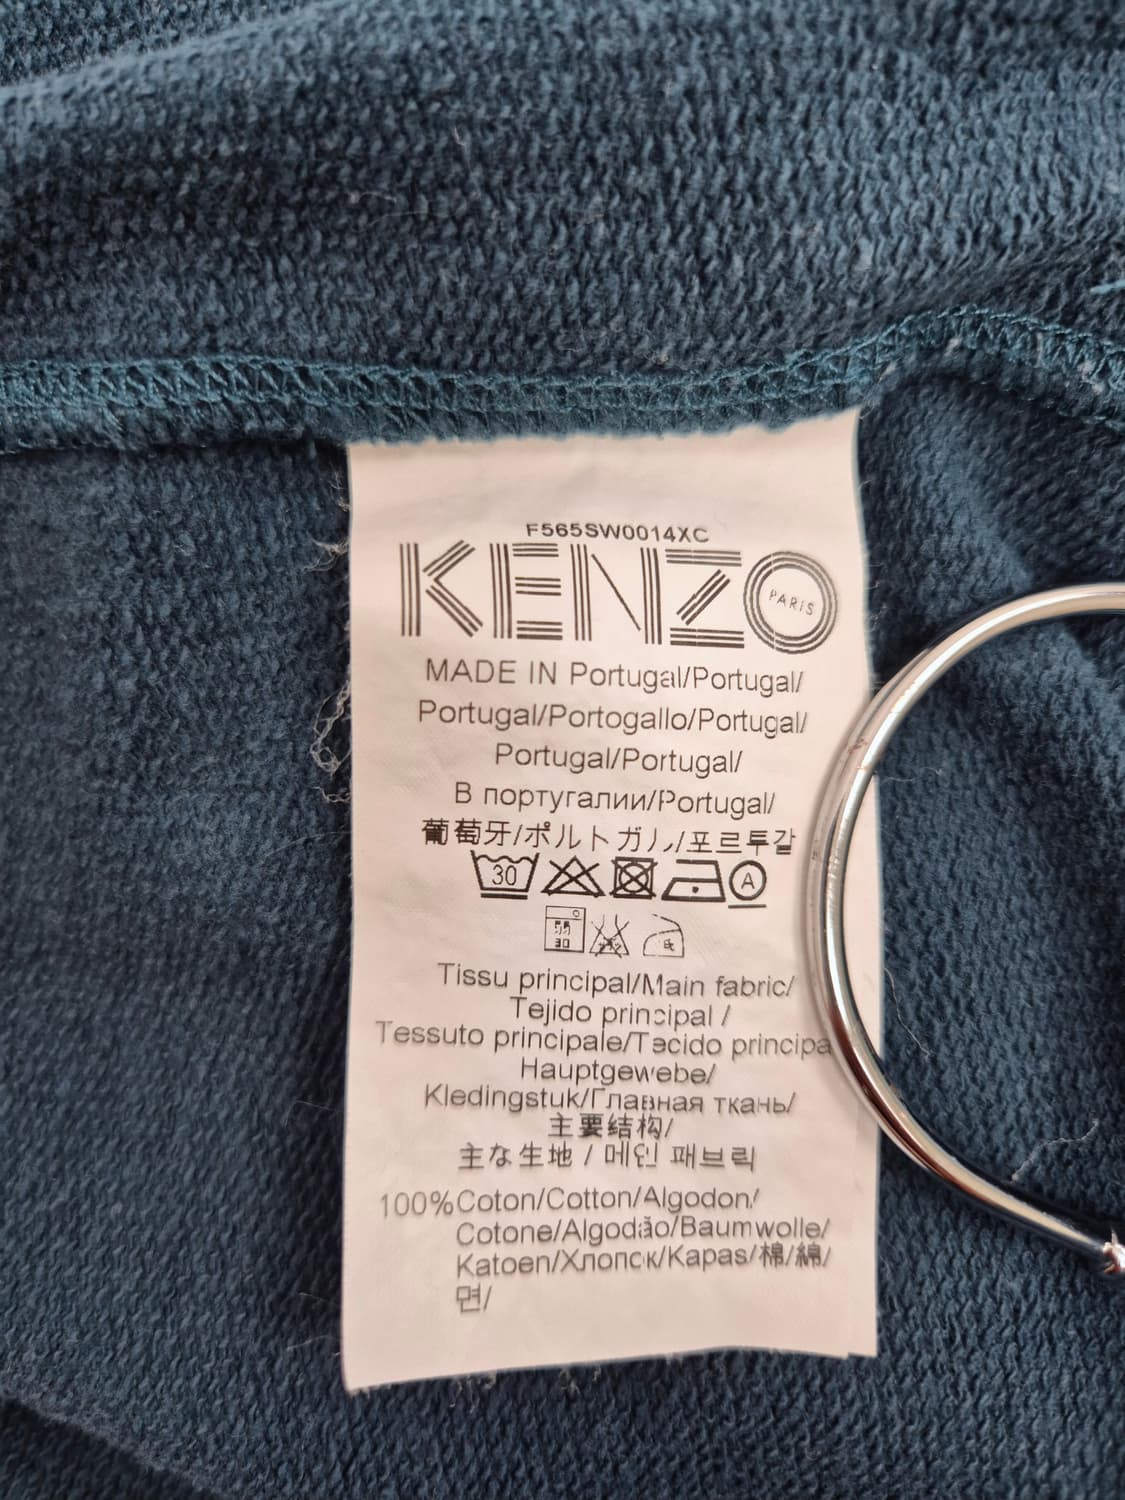 F565SW0014XC
KENZO
PARIS
MADE IN Portugal/Portugal/
Portugal/Portogallo/Portugal/
Portugal/Portugal/
В португалии/Portugal/
葡萄牙/ポルトガル/포르투갈
30 A
30
Tissu principal/Main fabric/
Tejido principal /
Tessuto principale/Tecido principa
Hauptgewebe/
Kledingstuk/Главная ткань/
主要结构/
主な生地 / 메인 패브릭
100%Coton/Cotton/Algodon/
Cotone/Algodão/Baumwolle/
Katoen/Хлопок/Kapas/棉/綿/
면/